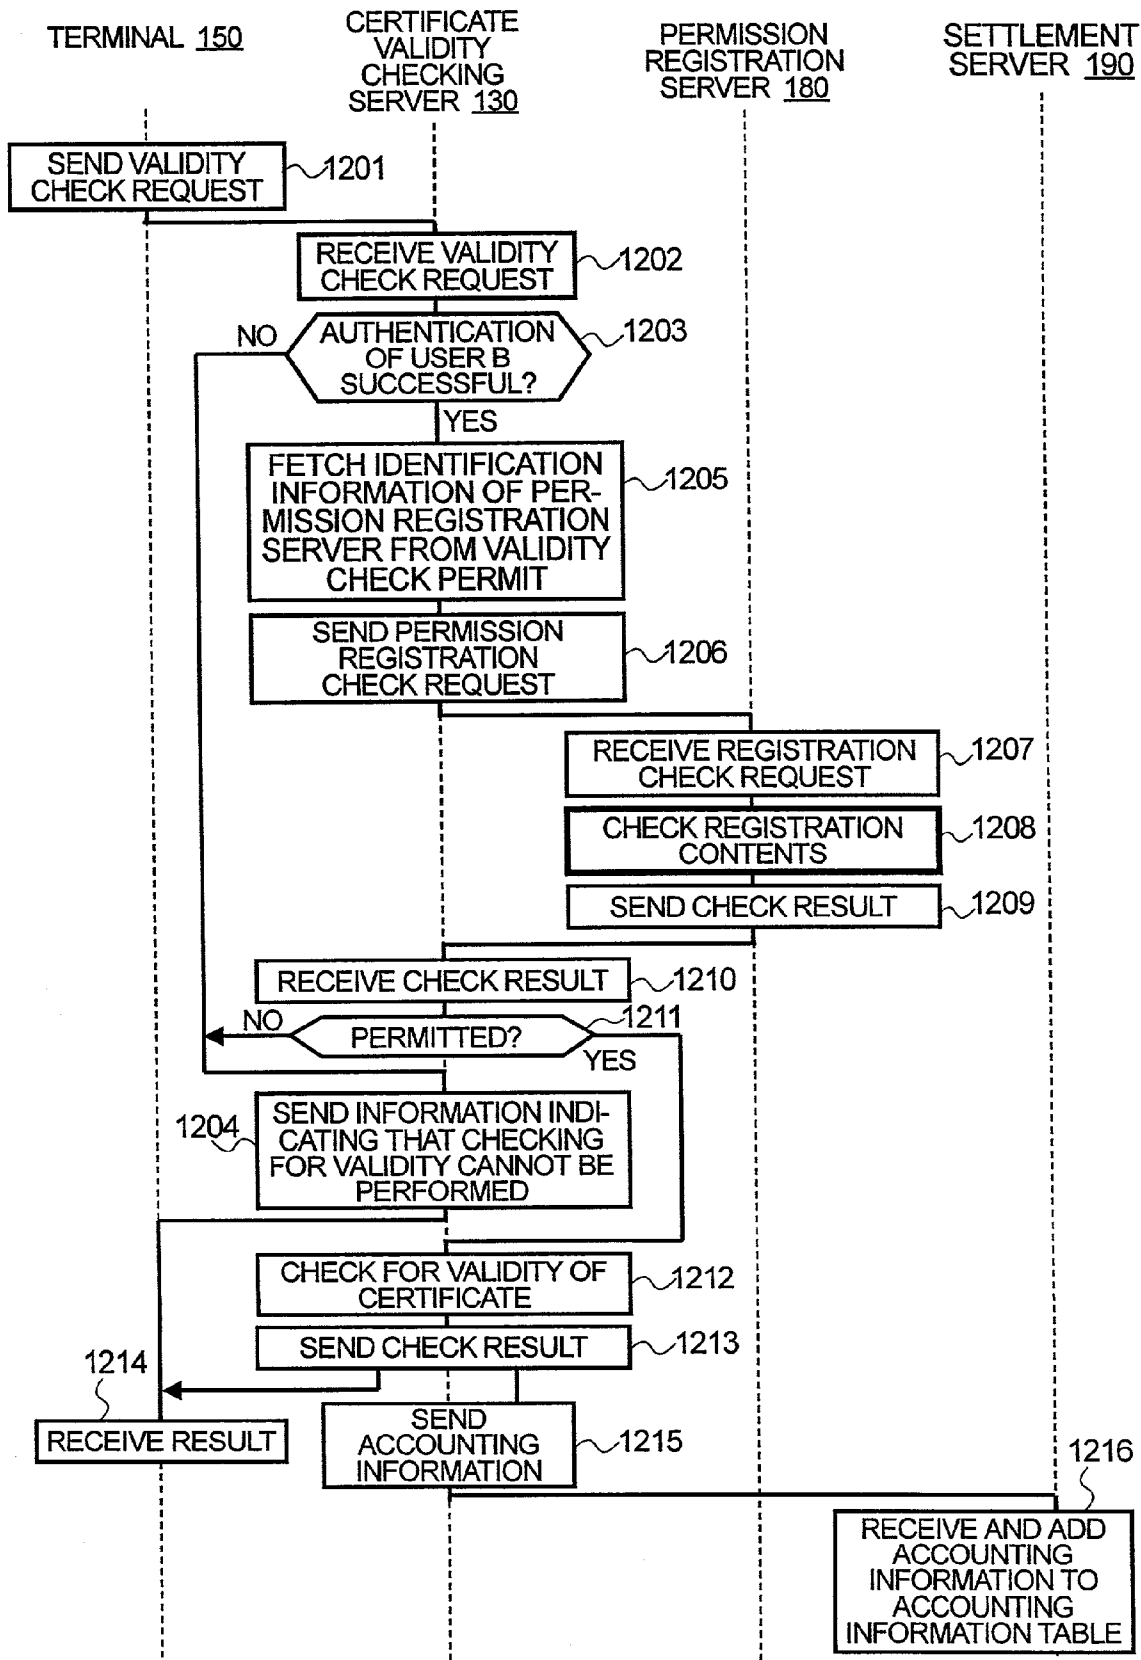 TERMINAL 150
CERTIFICATE
VALIDITY
CHECKING
SERVER 130
PERMISSION
REGISTRATION
SERVER 180
SETTLEMENT
SERVER 190
SEND VALIDITY
CHECK REQUEST
1201
RECEIVE VALIDITY
CHECK REQUEST
1202
NO
AUTHENTICATION
OF USER B
SUCCESSFUL?
1203
YES
FETCH IDENTIFICATION
INFORMATION OF PER-
MISSION REGISTRATION
SERVER FROM VALIDITY
CHECK PERMIT
1205
SEND PERMISSION
REGISTRATION
CHECK REQUEST
1206
RECEIVE REGISTRATION
CHECK REQUEST
1207
CHECK REGISTRATION
CONTENTS
1208
SEND CHECK RESULT
1209
RECEIVE CHECK RESULT
1210
NO
PERMITTED?
1211
YES
1204
SEND INFORMATION INDI-
CATING THAT CHECKING
FOR VALIDITY CANNOT BE
PERFORMED
CHECK FOR VALIDITY OF
CERTIFICATE
1212
SEND CHECK RESULT
1213
1214
RECEIVE RESULT
SEND
ACCOUNTING
INFORMATION
1215
1216
RECEIVE AND ADD
ACCOUNTING
INFORMATION TO
ACCOUNTING
INFORMATION TABLE